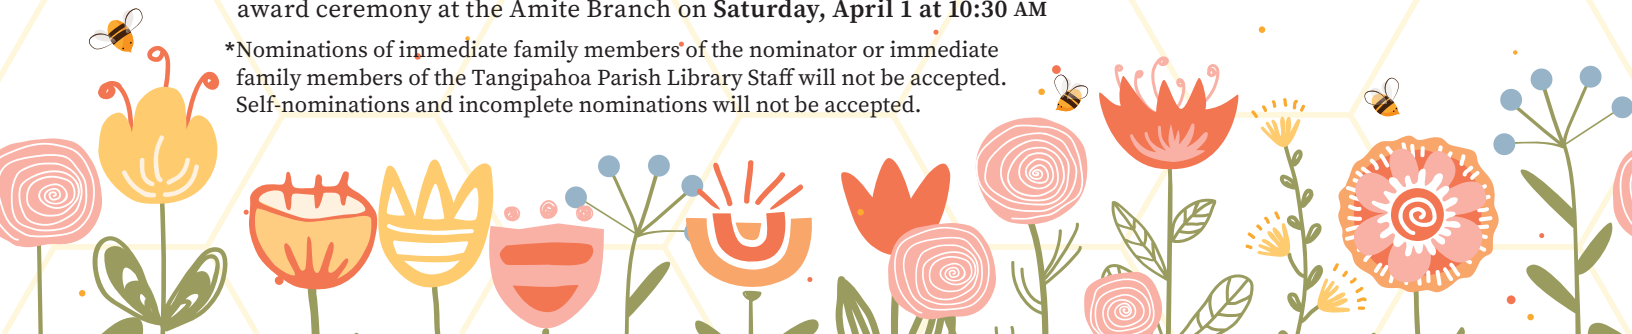 award ceremony at the Amite Branch on Saturday, April 1 at 10:30 AM
*Nominations of immediate family members of the nominator or immediate
family members of the Tangipahoa Parish Library Staff will not be accepted.
Self-nominations and incomplete nominations will not be accepted.